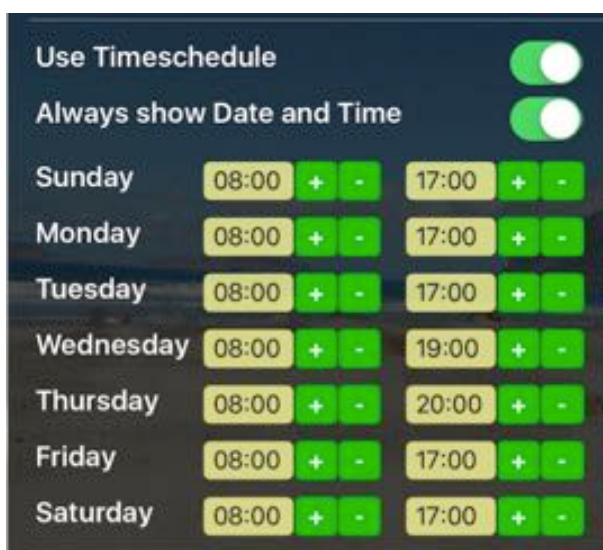 Use Timeschedule
Always show Date and Time
Sunday 08:00 + - 17:00 + -
Monday 08:00 + - 17:00 + -
Tuesday 08:00 + - 17:00 + -
Wednesday 08:00 + - 19:00 + -
Thursday 08:00 + - 20:00 + -
Friday 08:00 + - 17:00 + -
Saturday 08:00 + - 17:00 + -